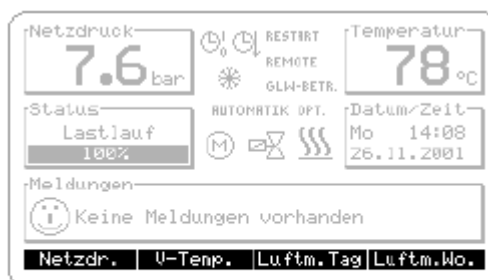 Netzdruck
7.6 bar
RESTART
REMOTE
GLW-BETR.
Temperatur
78 °C
Status
Lastlauf
100%
AUTOMATIK OPT.
M
Datum/Zeit
Mo 14:08
26.11.2001
Meldungen
i Keine Meldungen vorhanden
Netzdr. V-Temp. Luftm.Tag Luftm.Wo.